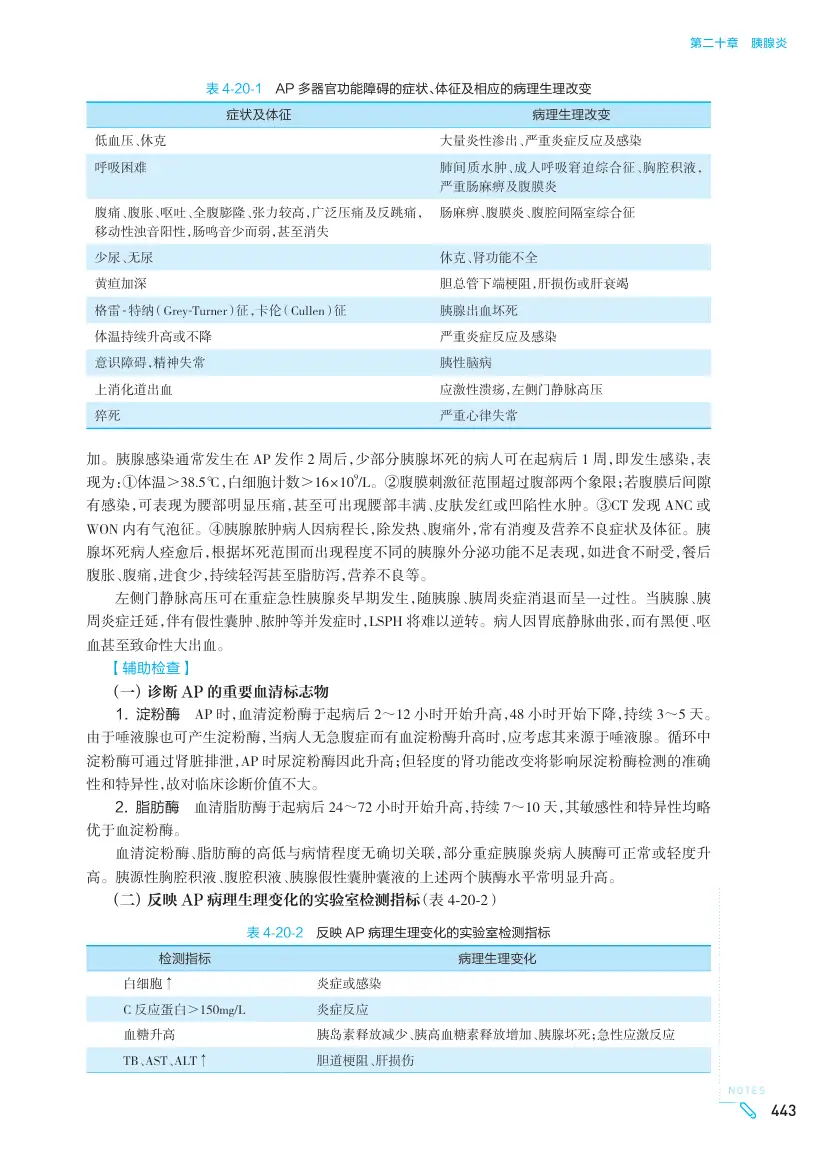 第二十章 胰腺炎
表 4-20-1 AP 多器官功能障碍的症状、体征及相应的病理生理改变
症状及体征 病理生理改变
低血压、休克 大量炎性渗出、严重炎症反应及感染
呼吸困难 肺间质水肿、成人呼吸窘迫综合征、胸腔积液，
严重肠麻痹及腹膜炎
腹痛、腹胀、呕吐、全腹膨隆、张力较高，广泛压痛及反跳痛， 肠麻痹、腹膜炎、腹腔间隔室综合征
移动性浊音阳性，肠鸣音少而弱，甚至消失
少尿、无尿 休克、肾功能不全
黄疸加深 胆总管下端梗阻，肝损伤或肝衰竭
格雷-特纳（Grey-Turner）征，卡伦（Cullen）征 胰腺出血坏死
体温持续升高或不降 严重炎症反应及感染
意识障碍，精神失常 胰性脑病
上消化道出血 应激性溃疡，左侧门静脉高压
猝死 严重心律失常
加。胰腺感染通常发生在 AP 发作 2 周后，少部分胰腺坏死的病人可在起病后 1 周，即发生感染，表
现为：①体温＞38.5℃，白细胞计数＞16×10⁹/L。②腹膜刺激征范围超过腹部两个象限；若腹膜后间隙
有感染，可表现为腰部明显压痛，甚至可出现腰部丰满、皮肤发红或凹陷性水肿。③CT 发现 ANC 或
WON 内有气泡征。④胰腺脓肿病人因病程长，除发热、腹痛外，常有消瘦及营养不良症状及体征。胰
腺坏死病人痊愈后，根据坏死范围而出现程度不同的胰腺外分泌功能不足表现，如进食不耐受，餐后
腹胀、腹痛，进食少，持续轻泻甚至脂肪泻，营养不良等。
左侧门静脉高压可在重症急性胰腺炎早期发生，随胰腺、胰周炎症消退而呈一过性。当胰腺、胰
周炎症迁延，伴有假性囊肿、脓肿等并发症时，LSPH 将难以逆转。病人因胃底静脉曲张，而有黑便、呕
血甚至致命性大出血。
【辅助检查】
（一）诊断 AP 的重要血清标志物
1. 淀粉酶 AP 时，血清淀粉酶于起病后 2～12 小时开始升高，48 小时开始下降，持续 3～5 天。
由于唾液腺也可产生淀粉酶，当病人无急腹症而有血淀粉酶升高时，应考虑其来源于唾液腺。循环中
淀粉酶可通过肾脏排泄，AP 时尿淀粉酶因此升高；但轻度的肾功能改变将影响尿淀粉酶检测的准确
性和特异性，故对临床诊断价值不大。
2. 脂肪酶 血清脂肪酶于起病后 24～72 小时开始升高，持续 7～10 天，其敏感性和特异性均略
优于血淀粉酶。
血清淀粉酶、脂肪酶的高低与病情程度无确切关联，部分重症胰腺炎病人胰酶可正常或轻度升
高。胰源性胸腔积液、腹腔积液、胰腺假性囊肿囊液的上述两个胰酶水平常明显升高。
（二）反映 AP 病理生理变化的实验室检测指标（表 4-20-2）
表 4-20-2 反映 AP 病理生理变化的实验室检测指标
检测指标 病理生理变化
白细胞↑ 炎症或感染
C 反应蛋白＞150mg/L 炎症反应
血糖升高 胰岛素释放减少、胰高血糖素释放增加、胰腺坏死；急性应激反应
TB、AST、ALT↑ 胆道梗阻、肝损伤
NOTES
443